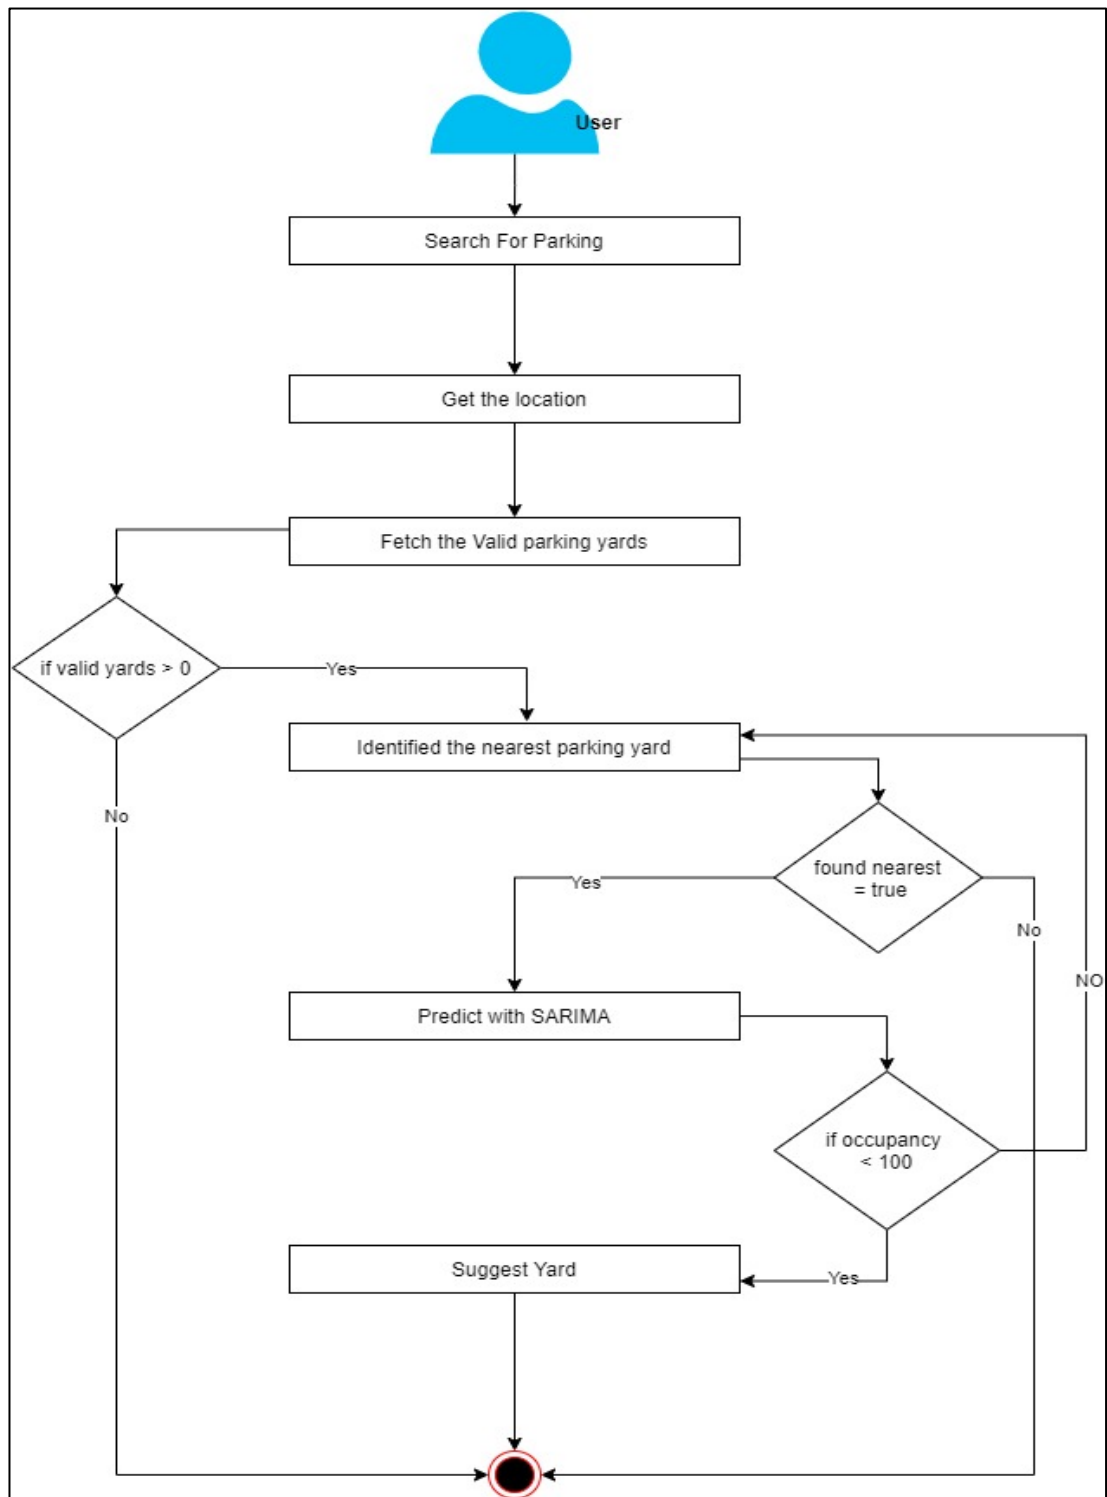 User
Search For Parking
Get the location
Fetch the Valid parking yards
if valid yards > 0
Yes
Identified the nearest parking yard
No
found nearest
= true
Yes
No
NO
Predict with SARIMA
if occupancy
< 100
Suggest Yard
Yes